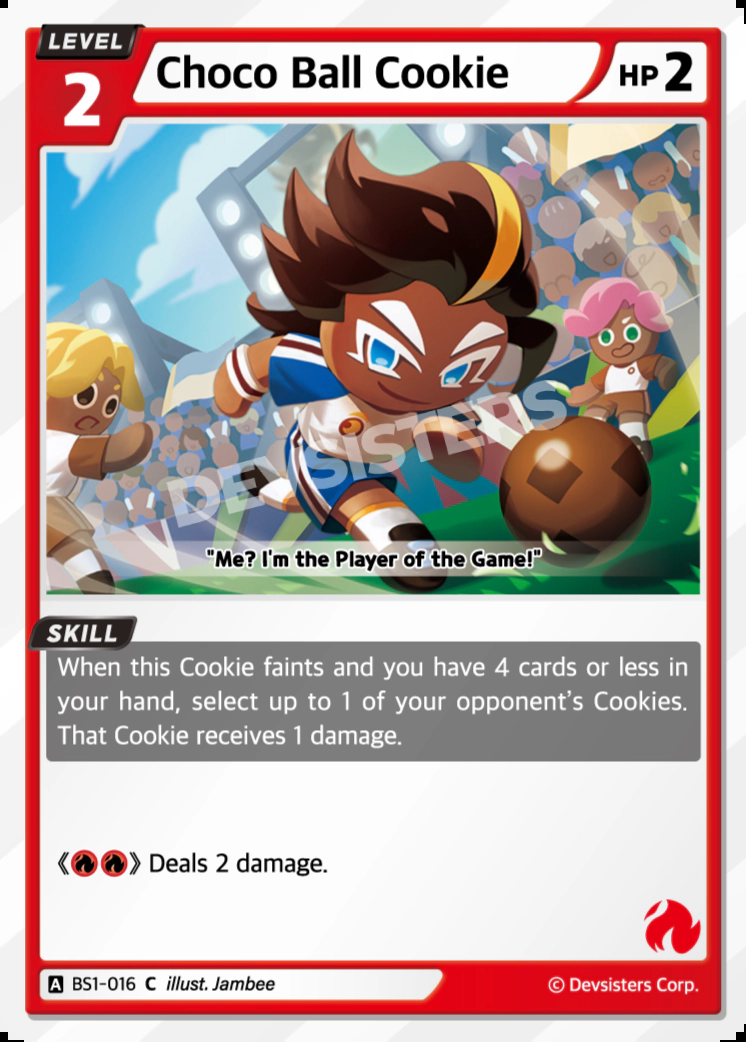 LEVEL
2
Choco Ball Cookie
HP 2
DEVSISTERS
"Me? I'm the Player of the Game!"
SKILL
When this Cookie faints and you have 4 cards or less in
your hand, select up to 1 of your opponent’s Cookies.
That Cookie receives 1 damage.
《》 Deals 2 damage.
A BS1-016 C illust. Jambee
© Devsisters Corp.